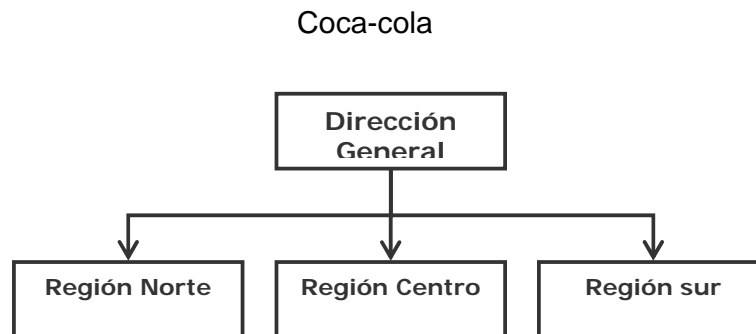 Coca-cola
Dirección
General
Región Norte
Región Centro
Región sur